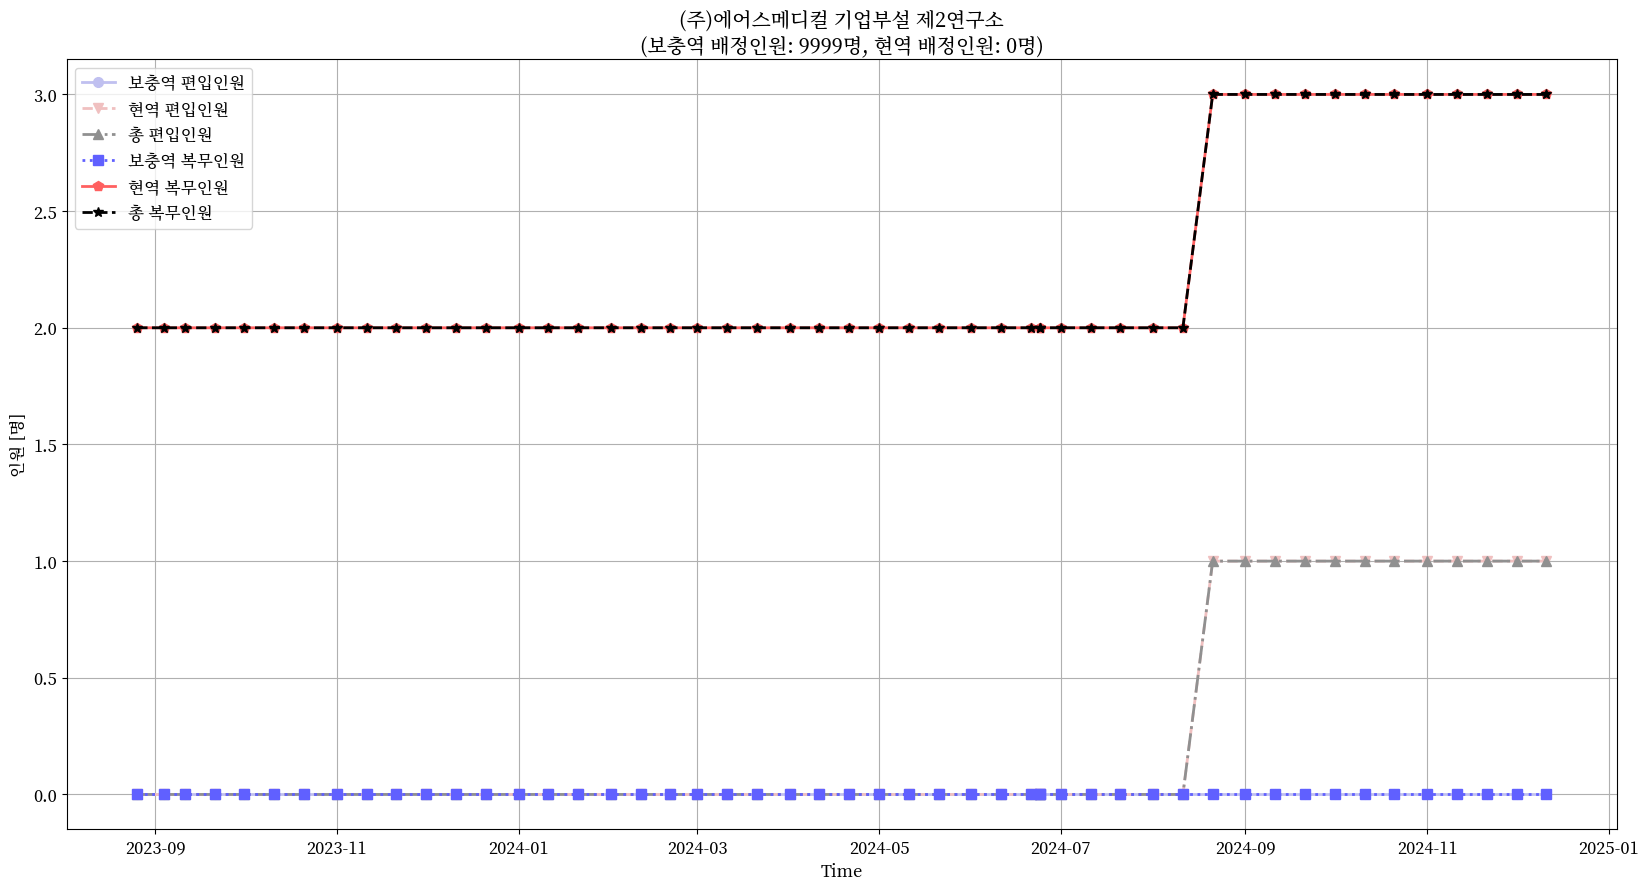 (주)에어스메디컬 기업부설 제2연구소
(보충역 배정인원: 9999명, 현역 배정인원: 0명)
보충역 편입인원
현역 편입인원
총 편입인원
보충역 복무인원
현역 복무인원
총 복무인원
3.0
2.5
2.0
1.5
1.0
0.5
0.0
인원 [명]
2023-09 2023-11 2024-01 2024-03 2024-05 2024-07 2024-09 2024-11 2025-01
Time